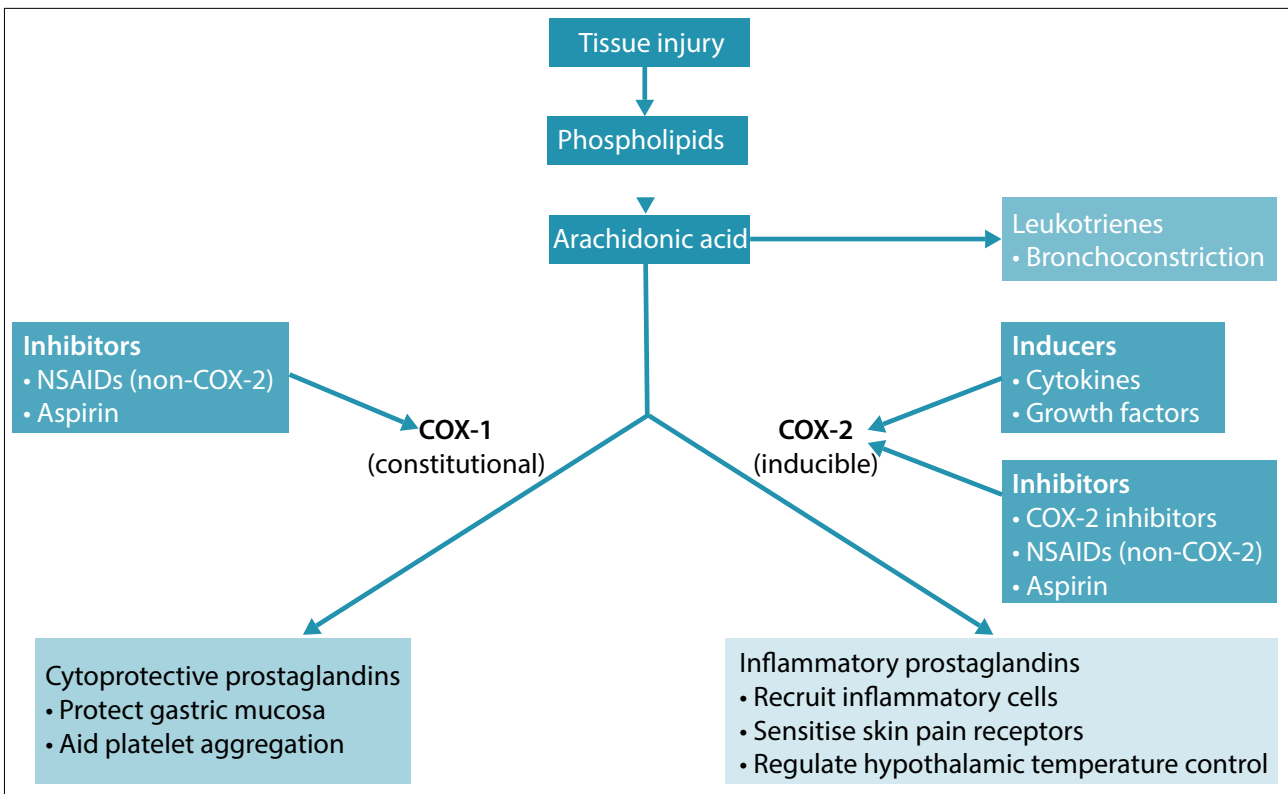 Tissue injury
Phospholipids
Arachidonic acid
Leukotrienes
• Bronchoconstriction
Inhibitors
• NSAIDs (non-COX-2)
• Aspirin
COX-1
(constitutional)
COX-2
(inducible)
Inducers
• Cytokines
• Growth factors
Inhibitors
• COX-2 inhibitors
• NSAIDs (non-COX-2)
• Aspirin
Cytoprotective prostaglandins
• Protect gastric mucosa
• Aid platelet aggregation
Inflammatory prostaglandins
• Recruit inflammatory cells
• Sensitise skin pain receptors
• Regulate hypothalamic temperature control